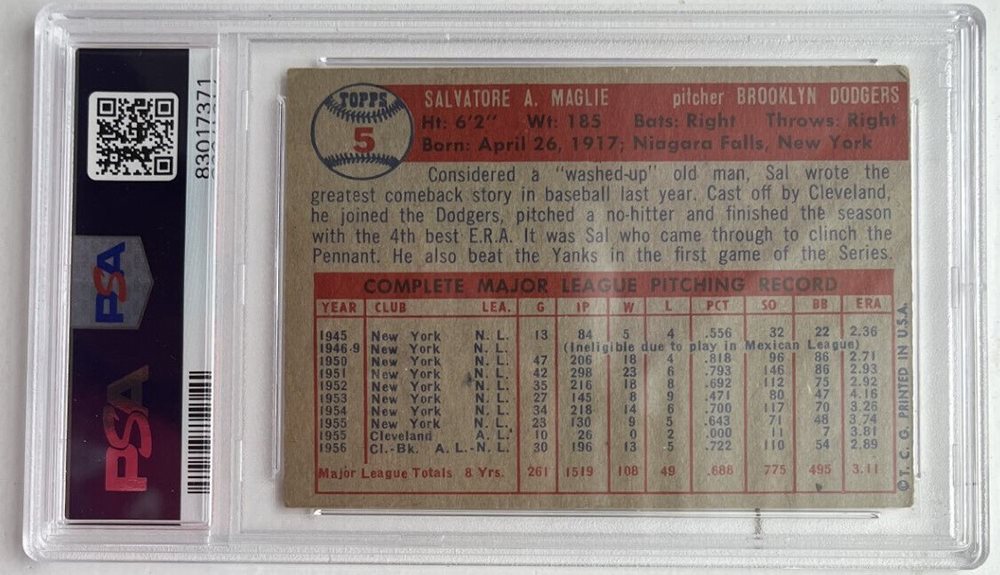 83017371
PSA
PSA
TOPPS
5
SALVATORE A. MAGLIE pitcher BROOKLYN DODGERS
Ht: 6'2" Wt: 185 Bats: Right Throws: Right
Born: April 26, 1917; Niagara Falls, New York
Considered a "washed-up" old man, Sal wrote the
greatest comeback story in baseball last year. Cast off by Cleveland,
he joined the Dodgers, pitched a no-hitter and finished the season
with the 4th best E.R.A. It was Sal who came through to clinch the
Pennant. He also beat the Yanks in the first game of the Series.
COMPLETE MAJOR LEAGUE PITCHING RECORD
YEAR CLUB LEA. G IP W L PCT SO BB ERA
1945 New York N. L. 13 84 5 4 .556 32 22 2.36
1946-9 New York N. L. (Ineligible due to play in Mexican League)
1950 New York N. L. 47 206 18 4 .818 96 86 2.71
1951 New York N. L. 42 298 23 6 .793 146 86 2.93
1952 New York N. L. 35 216 18 8 .692 112 75 2.92
1953 New York N. L. 27 145 8 9 .471 80 47 4.16
1954 New York N. L. 34 218 14 6 .700 117 70 3.26
1955 New York N. L. 23 130 9 5 .643 71 48 3.74
1955 Cleveland A. L. 10 26 0 2 .000 11 7 3.81
1956 Cl.-Bk. A. L.-N. L. 30 196 13 5 .722 110 54 2.89
Major League Totals 8 Yrs. 261 1519 108 49 .688 775 495 3.11
© T. C. G. PRINTED IN U.S.A.